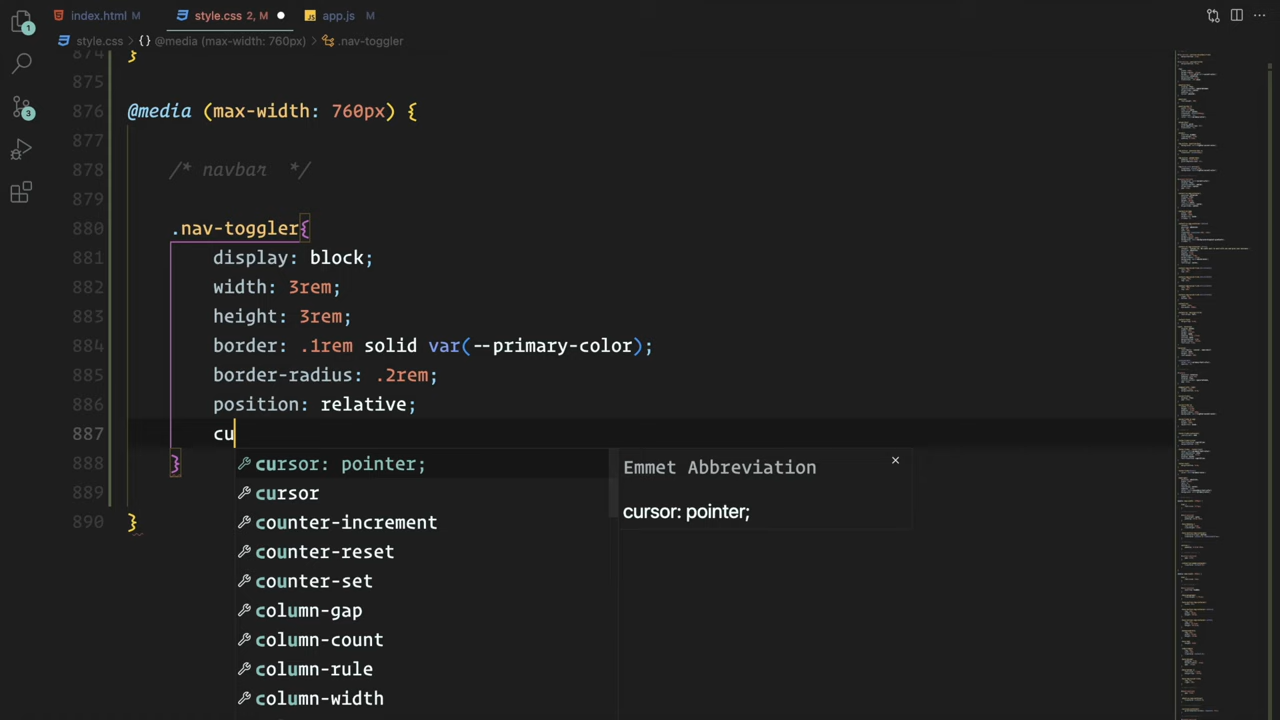 index.html M
style.css 2, M
app.js M
style.css @media (max-width: 760px) .nav-toggler
874 }
875
876 @media (max-width: 760px) {
877
878 /* navbar */
879
880 .nav-toggler{
881 display: block;
882 width: 3rem;
883 height: 3rem;
884 border: .1rem solid var(--primary-color);
885 border-radius: .2rem;
886 position: relative;
887 cu
888 }
889
890 }
cursor: pointer;
cursor
counter-increment
counter-reset
counter-set
column-gap
column-count
column-rule
column-width
Emmet Abbreviation
cursor: pointer;
1
3